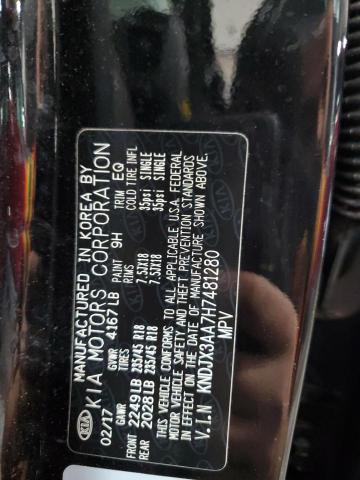 MANUFACTURED IN KOREA BY
KIA MOTORS CORPORATION
02/17 GVWR 4167LB PAINT 9H TRIM EQ
GAWR TIRES COLD TIRE INFL
FRONT 2249LB 235/45 R18 7.5JX18 35psi SINGLE
REAR 2028LB 235/45 R18 7.5JX18 35psi SINGLE
THIS VEHICLE CONFORMS TO ALL APPLICABLE U.S.A. FEDERAL
MOTOR VEHICLE SAFETY AND THEFT PREVENTION STANDARDS
IN EFFECT ON THE DATE OF MANUFACTURE SHOWN ABOVE.
V.I.N KNDJX3AA7H7481280
MPV
KIA